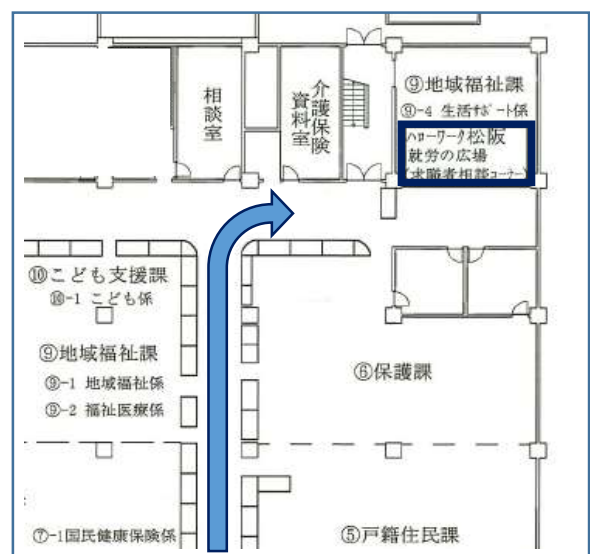 相談室
介護保険
資料室
⑨地域福祉課
⑨-4 生活ｻﾎﾟｰﾄ係
ﾊﾛｰﾜｰｸ松阪
就労の広場
(求職者相談ｺｰﾅｰ)
⑩こども支援課
⑩-1 こども係
⑨地域福祉課
⑨-1 地域福祉係
⑨-2 福祉医療係
⑥保護課
⑦-1国民健康保険係
⑤戸籍住民課